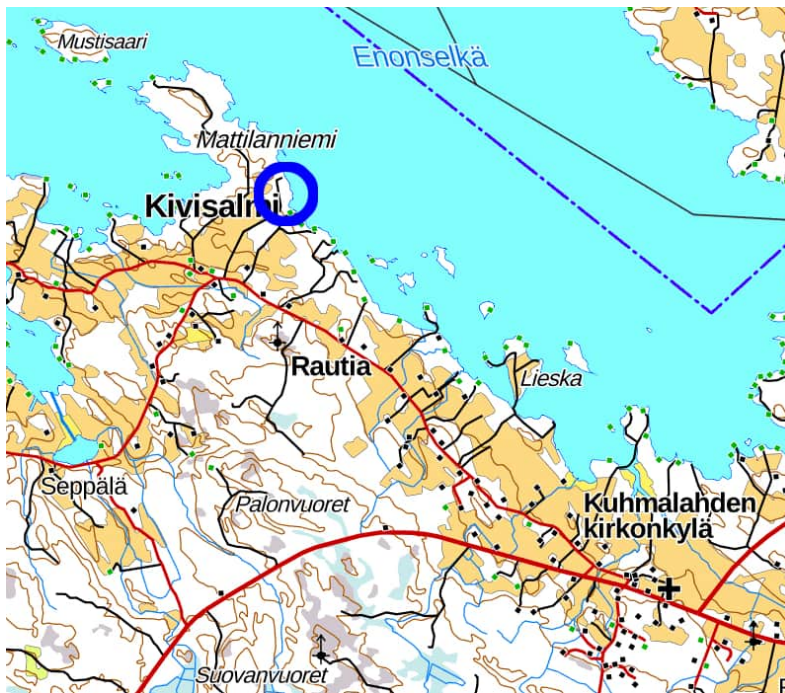 Mustisaari
Enonselkä
Mattilanniemi
Kivisalmi
Rautia
Lieska
Seppälä
Palonvuoret
Kuhmalahden
kirkonkylä
Suovanvuoret